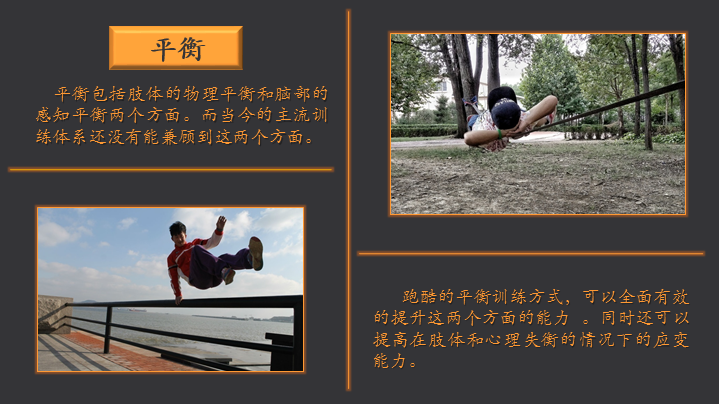 平衡
平衡包括肢体的物理平衡和脑部的
感知平衡两个方面。而当今的主流训
练体系还没有能兼顾到这两个方面。
跑酷的平衡训练方式，可以全面有效
的提升这两个方面的能力 。同时还可以
提高在肢体和心理失衡的情况下的应变
能力。